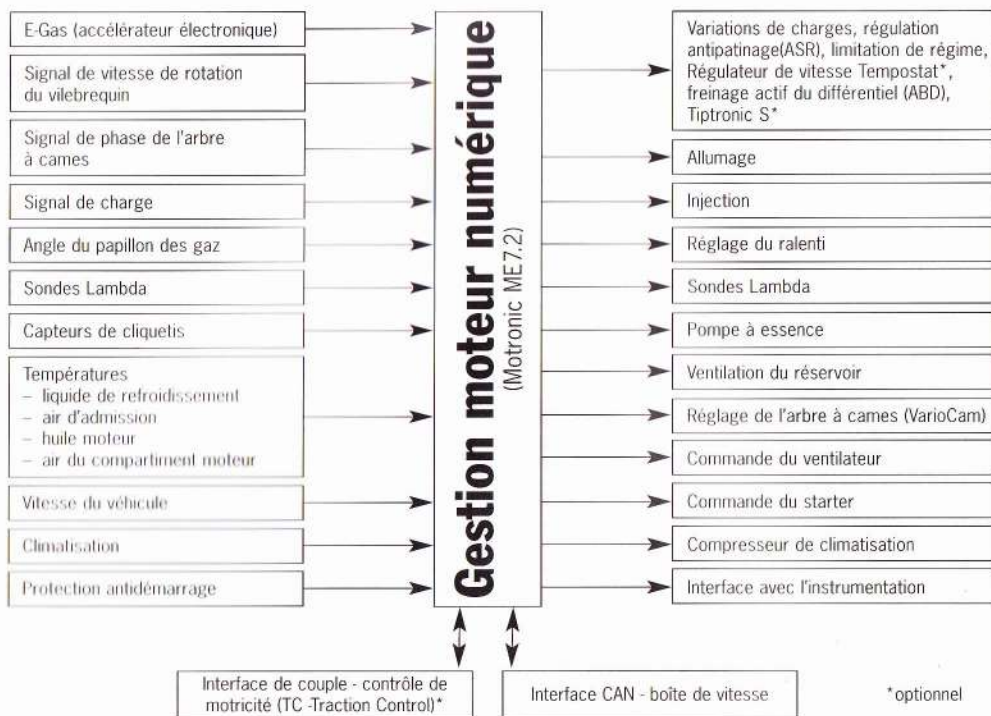 E-Gas (accélérateur électronique)
Signal de vitesse de rotation
du vilebrequin
Signal de phase de l'arbre
à cames
Signal de charge
Angle du papillon des gaz
Sondes Lambda
Capteurs de cliquetis
Températures
– liquide de refroidissement
– air d'admission
– huile moteur
– air du compartiment moteur
Vitesse du véhicule
Climatisation
Protection antidémarrage
Gestion moteur numérique
(Motronic ME7.2)
Variations de charges, régulation
antipatinage(ASR), limitation de régime,
Régulateur de vitesse Tempostat*,
freinage actif du différentiel (ABD),
Tiptronic S*
Allumage
Injection
Réglage du ralenti
Sondes Lambda
Pompe à essence
Ventilation du réservoir
Réglage de l'arbre à cames (VarioCam)
Commande du ventilateur
Commande du starter
Compresseur de climatisation
Interface avec l'instrumentation
Interface de couple - contrôle de
motricité (TC -Traction Control)*
Interface CAN - boîte de vitesse
*optionnel